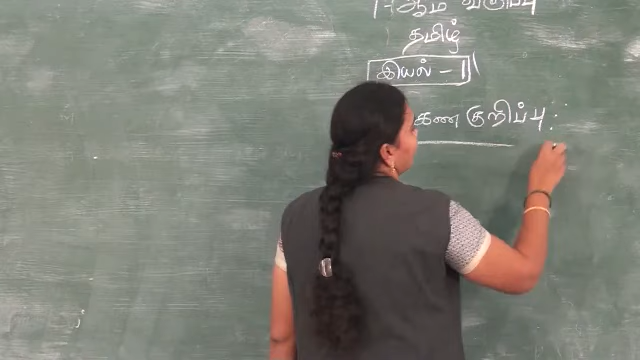 ஆம் வகுப்பு
தமிழ்
இயல் - 1
கண குறிப்பு :